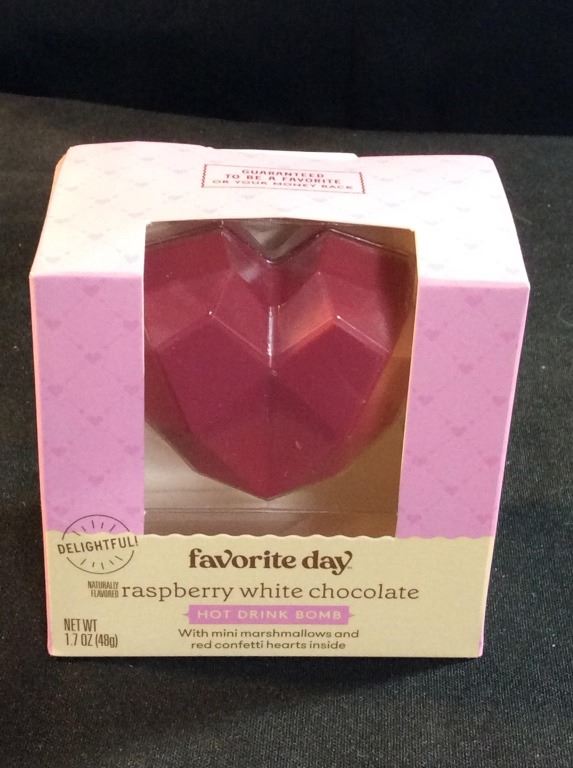 GUARANTEED
TO BE A FAVORITE
OR YOUR MONEY BACK
DELIGHTFUL!
favorite day™
NATURALLY
FLAVORED
raspberry white chocolate
HOT DRINK BOMB
NET WT
1.7 OZ (48g)
With mini marshmallows and
red confetti hearts inside